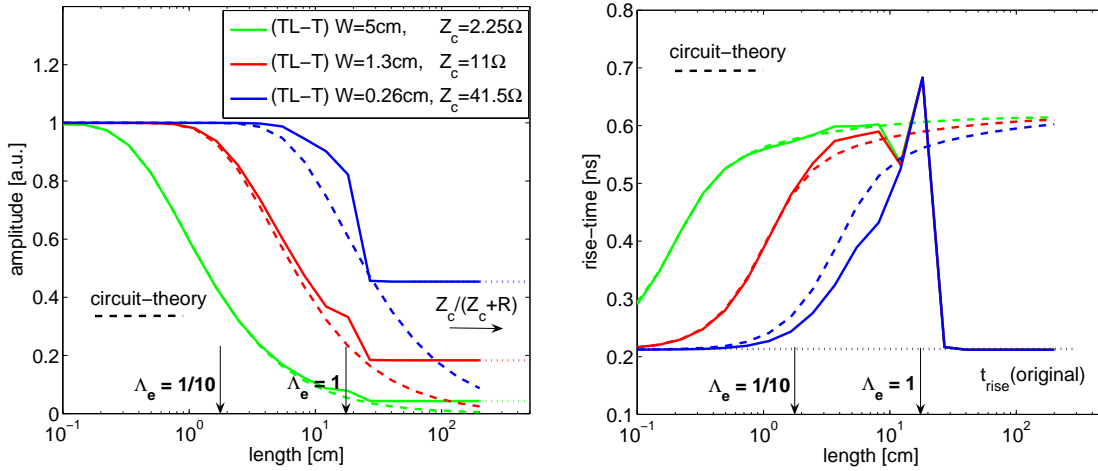 (TL−T) W=5cm, Z_c=2.25Ω
(TL−T) W=1.3cm, Z_c=11Ω
(TL−T) W=0.26cm, Z_c=41.5Ω
amplitude [a.u.]
1.2
1
0.8
0.6
0.4
0.2
0
circuit−theory
Z_c/(Z_c+R)
Λ_e = 1/10
Λ_e = 1
10^−1
10^0
10^1
10^2
length [cm]
rise−time [ns]
0.8
0.7
0.6
0.5
0.4
0.3
0.2
0.1
circuit−theory
Λ_e = 1/10
Λ_e = 1
t_rise(original)
10^−1
10^0
10^1
10^2
length [cm]